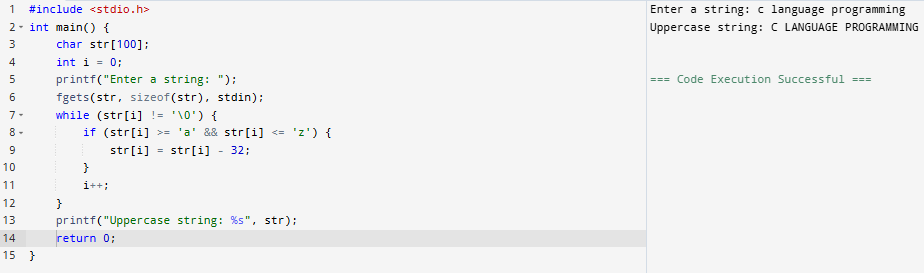 1 #include <stdio.h>
2 int main() {
3     char str[100];
4     int i = 0;
5     printf("Enter a string: ");
6     fgets(str, sizeof(str), stdin);
7     while (str[i] != '\0') {
8         if (str[i] >= 'a' && str[i] <= 'z') {
9             str[i] = str[i] - 32;
10         }
11         i++;
12     }
13     printf("Uppercase string: %s", str);
14     return 0;
15 }
Enter a string: c language programming
Uppercase string: C LANGUAGE PROGRAMMING
=== Code Execution Successful ===